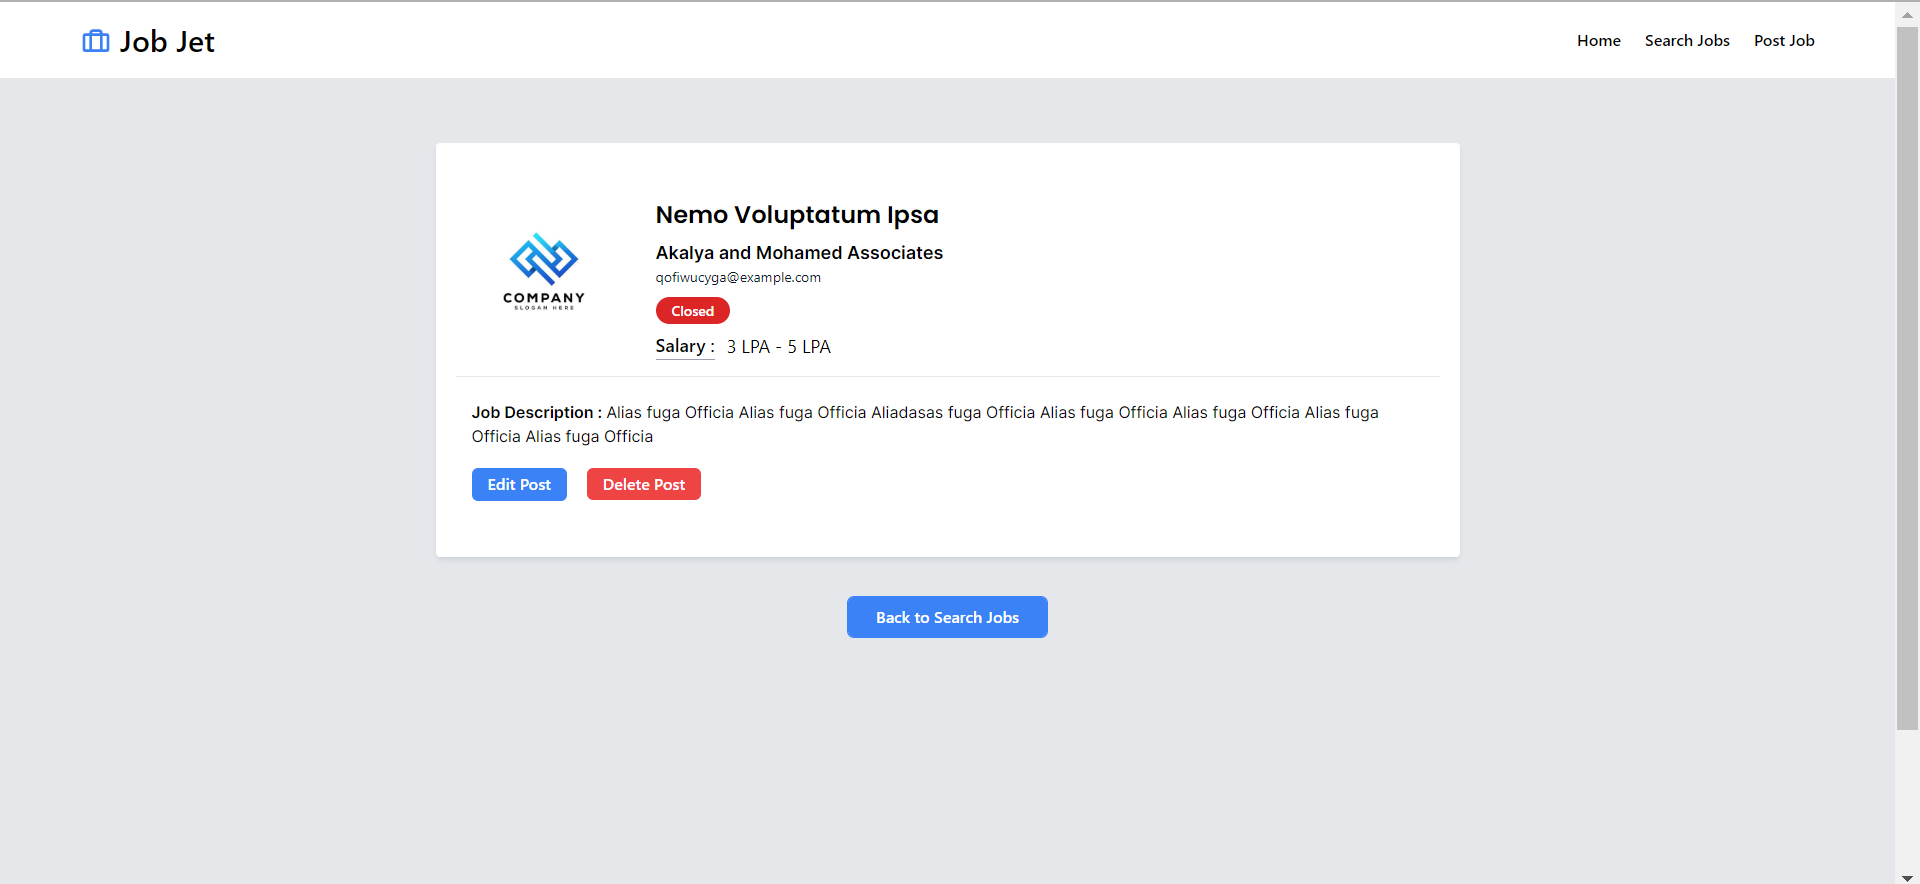 Job Jet
Home Search Jobs Post Job
Nemo Voluptatum Ipsa
Akalya and Mohamed Associates
qofiwucyga@example.com
COMPANY
SLOGAN HERE
Closed
Salary : 3 LPA - 5 LPA
Job Description : Alias fuga Officia Alias fuga Officia Aliadasas fuga Officia Alias fuga Officia Alias fuga Officia Alias fuga
Officia Alias fuga Officia
Edit Post Delete Post
Back to Search Jobs